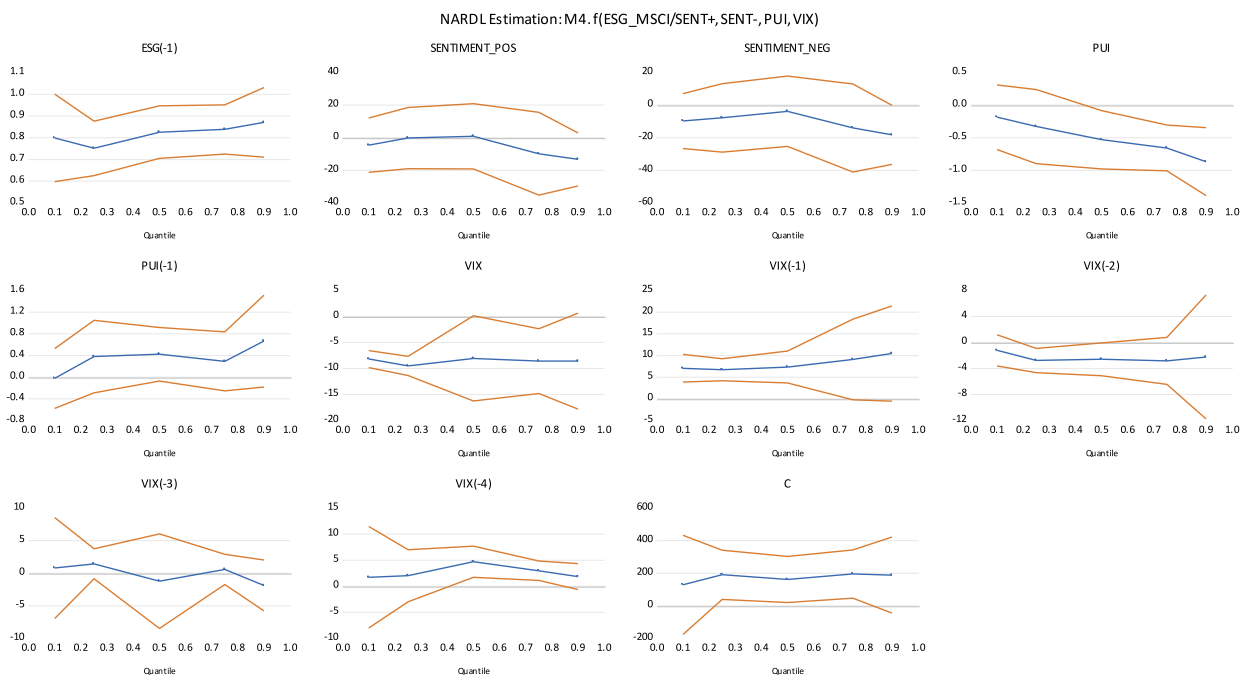 NARDL Estimation: M4. f(ESG_MSCI/SENT+, SENT-, PUI, VIX)
ESG(-1)
1.1
1.0
0.9
0.8
0.7
0.6
0.5
0.0 0.1 0.2 0.3 0.4 0.5 0.6 0.7 0.8 0.9 1.0
Quantile
SENTIMENT_POS
40
20
0
-20
-40
0.0 0.1 0.2 0.3 0.4 0.5 0.6 0.7 0.8 0.9 1.0
Quantile
SENTIMENT_NEG
20
0
-20
-40
-60
0.0 0.1 0.2 0.3 0.4 0.5 0.6 0.7 0.8 0.9 1.0
Quantile
PUI
0.5
0.0
-0.5
-1.0
-1.5
0.0 0.1 0.2 0.3 0.4 0.5 0.6 0.7 0.8 0.9 1.0
Quantile
PUI(-1)
1.6
1.2
0.8
0.4
0.0
-0.4
-0.8
0.0 0.1 0.2 0.3 0.4 0.5 0.6 0.7 0.8 0.9 1.0
Quantile
VIX
5
0
-5
-10
-15
-20
0.0 0.1 0.2 0.3 0.4 0.5 0.6 0.7 0.8 0.9 1.0
Quantile
VIX(-1)
25
20
15
10
5
0
-5
0.0 0.1 0.2 0.3 0.4 0.5 0.6 0.7 0.8 0.9 1.0
Quantile
VIX(-2)
8
4
0
-4
-8
-12
0.0 0.1 0.2 0.3 0.4 0.5 0.6 0.7 0.8 0.9 1.0
Quantile
VIX(-3)
10
5
0
-5
-10
0.0 0.1 0.2 0.3 0.4 0.5 0.6 0.7 0.8 0.9 1.0
Quantile
VIX(-4)
15
10
5
0
-5
-10
0.0 0.1 0.2 0.3 0.4 0.5 0.6 0.7 0.8 0.9 1.0
Quantile
C
600
400
200
0
-200
0.0 0.1 0.2 0.3 0.4 0.5 0.6 0.7 0.8 0.9 1.0
Quantile